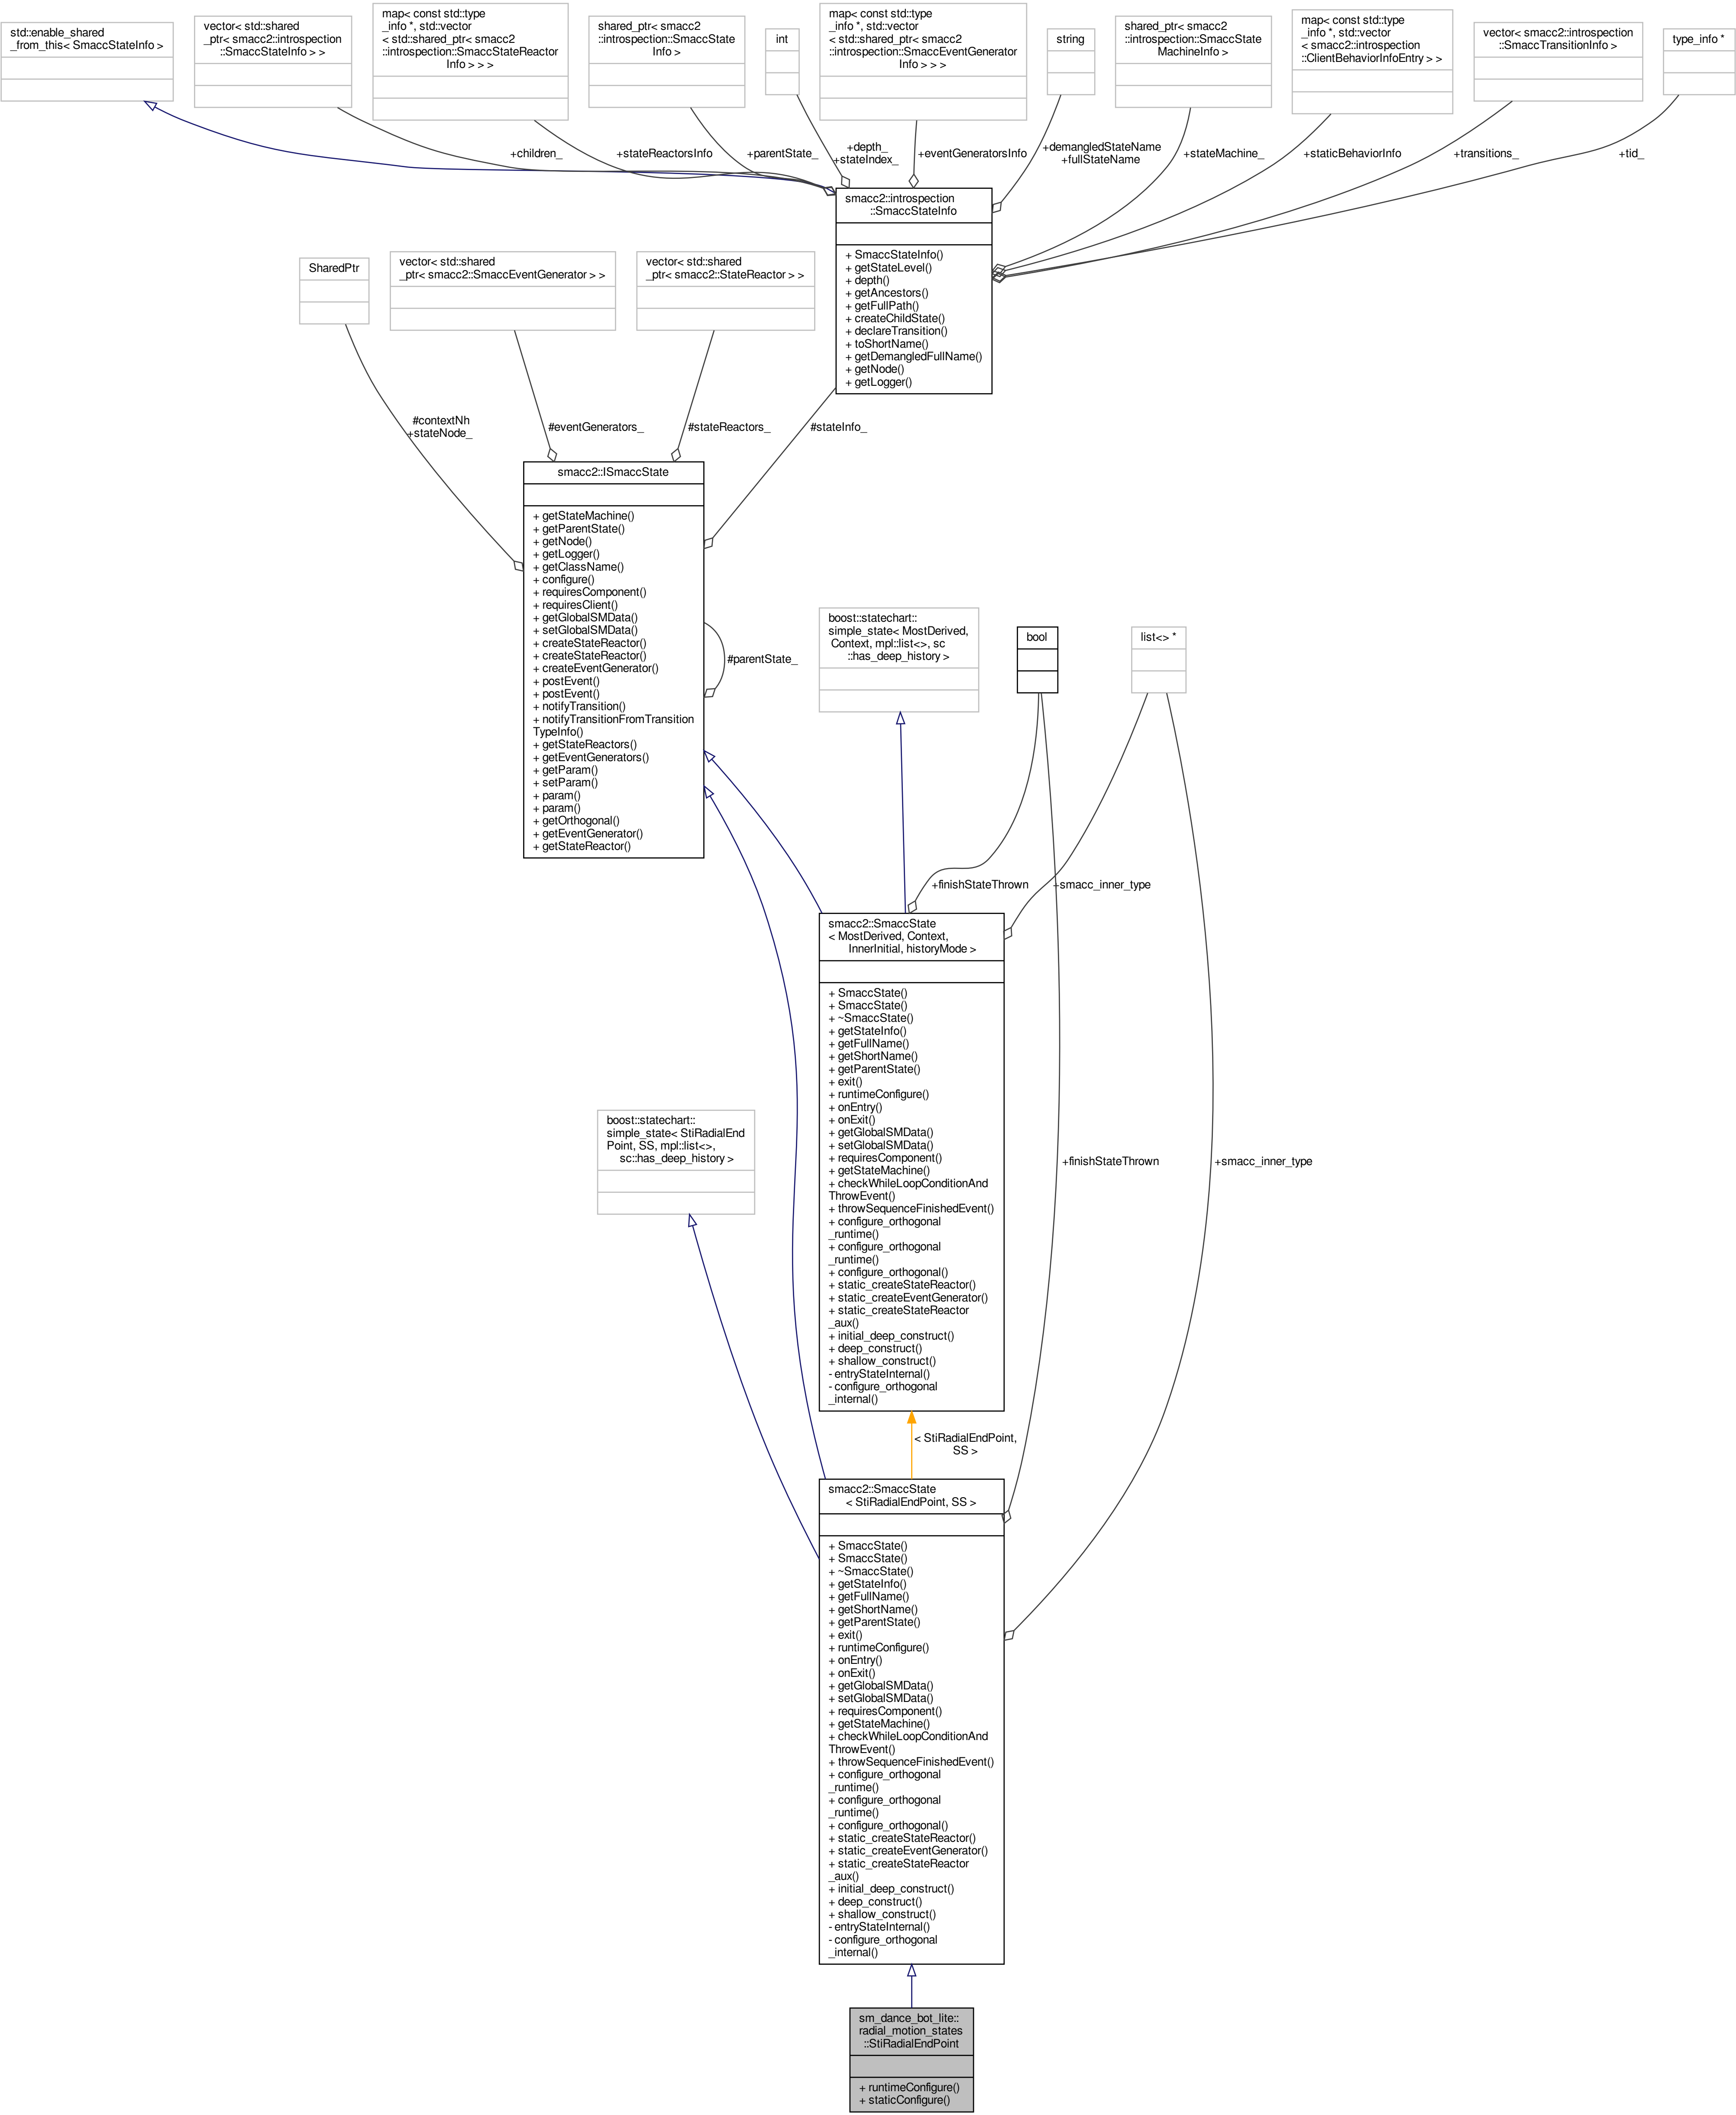 std::enable_shared
_from_this< SmaccStateInfo >
vector< std::shared
_ptr< smacc2::introspection
::SmaccStateInfo > >
map< const std::type
_info *, std::vector
< std::shared_ptr< smacc2
::introspection::SmaccStateReactor
Info > > >
shared_ptr< smacc2
::introspection::SmaccState
Info >
int
map< const std::type
_info *, std::vector
< std::shared_ptr< smacc2
::introspection::SmaccEventGenerator
Info > > >
string
shared_ptr< smacc2
::introspection::SmaccState
MachineInfo >
map< const std::type
_info *, std::vector
< smacc2::introspection
::ClientBehaviorInfoEntry > >
vector< smacc2::introspection
::SmaccTransitionInfo >
type_info *
+children_
+stateReactorsInfo
+parentState_
+depth_
+stateIndex_
+eventGeneratorsInfo
+demangledStateName
+fullStateName
+stateMachine_
+staticBehaviorInfo
+transitions_
+tid_
smacc2::introspection
::SmaccStateInfo
+ SmaccStateInfo()
+ getStateLevel()
+ depth()
+ getAncestors()
+ getFullPath()
+ createChildState()
+ declareTransition()
+ toShortName()
+ getDemangledFullName()
+ getNode()
+ getLogger()
SharedPtr
vector< std::shared
_ptr< smacc2::SmaccEventGenerator > >
vector< std::shared
_ptr< smacc2::StateReactor > >
#contextNh
+stateNode_
#eventGenerators_
#stateReactors_
#stateInfo_
smacc2::ISmaccState
+ getStateMachine()
+ getParentState()
+ getNode()
+ getLogger()
+ getClassName()
+ configure()
+ requiresComponent()
+ requiresClient()
+ getGlobalSMData()
+ setGlobalSMData()
+ createStateReactor()
+ createStateReactor()
+ createEventGenerator()
+ postEvent()
+ postEvent()
+ notifyTransition()
+ notifyTransitionFromTransition
TypeInfo()
+ getStateReactors()
+ getEventGenerators()
+ getParam()
+ setParam()
+ param()
+ param()
+ getOrthogonal()
+ getEventGenerator()
+ getStateReactor()
#parentState_
boost::statechart::
simple_state< MostDerived,
Context, mpl::list<>, sc
::has_deep_history >
bool
list<> *
+finishStateThrown
+smacc_inner_type
smacc2::SmaccState
< MostDerived, Context,
InnerInitial, historyMode >
+ SmaccState()
+ SmaccState()
+ ~SmaccState()
+ getStateInfo()
+ getFullName()
+ getShortName()
+ getParentState()
+ exit()
+ runtimeConfigure()
+ onEntry()
+ onExit()
+ getGlobalSMData()
+ setGlobalSMData()
+ requiresComponent()
+ getStateMachine()
+ checkWhileLoopConditionAnd
ThrowEvent()
+ throwSequenceFinishedEvent()
+ configure_orthogonal
_runtime()
+ configure_orthogonal
_runtime()
+ configure_orthogonal()
+ static_createStateReactor()
+ static_createEventGenerator()
+ static_createStateReactor
_aux()
+ initial_deep_construct()
+ deep_construct()
+ shallow_construct()
- entryStateInternal()
- configure_orthogonal
_internal()
boost::statechart::
simple_state< StiRadialEnd
Point, SS, mpl::list<>,
sc::has_deep_history >
+finishStateThrown
+smacc_inner_type
< StiRadialEndPoint,
SS >
smacc2::SmaccState
< StiRadialEndPoint, SS >
+ SmaccState()
+ SmaccState()
+ ~SmaccState()
+ getStateInfo()
+ getFullName()
+ getShortName()
+ getParentState()
+ exit()
+ runtimeConfigure()
+ onEntry()
+ onExit()
+ getGlobalSMData()
+ setGlobalSMData()
+ requiresComponent()
+ getStateMachine()
+ checkWhileLoopConditionAnd
ThrowEvent()
+ throwSequenceFinishedEvent()
+ configure_orthogonal
_runtime()
+ configure_orthogonal
_runtime()
+ configure_orthogonal()
+ static_createStateReactor()
+ static_createEventGenerator()
+ static_createStateReactor
_aux()
+ initial_deep_construct()
+ deep_construct()
+ shallow_construct()
- entryStateInternal()
- configure_orthogonal
_internal()
sm_dance_bot_lite::
radial_motion_states
::StiRadialEndPoint
+ runtimeConfigure()
+ staticConfigure()